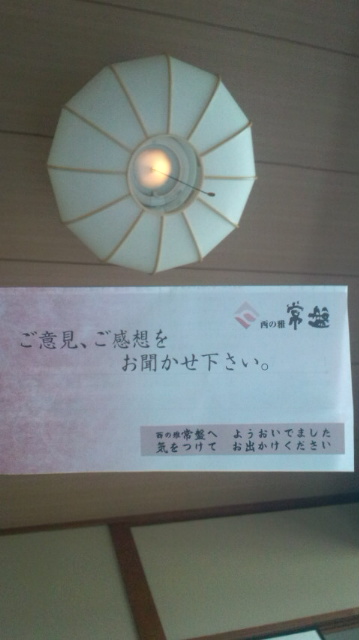 西の雅 常盤
ご意見、ご感想を
お聞かせ下さい。
西の雅常盤へ ようおいでました
気をつけて お出かけください